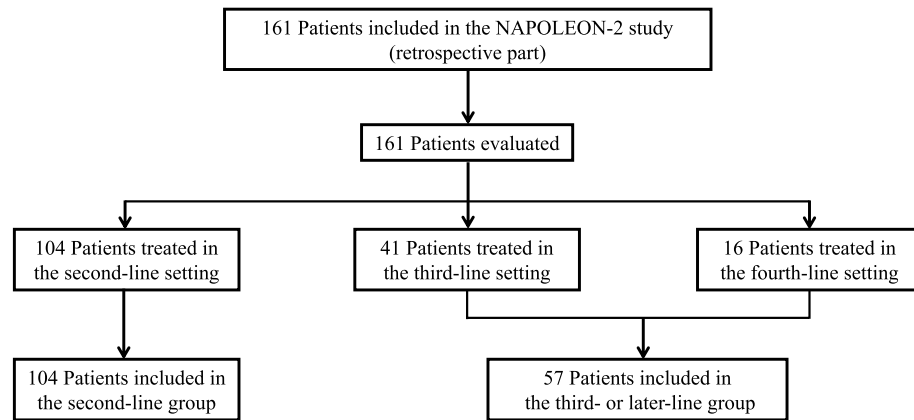 161 Patients included in the NAPOLEON-2 study
(retrospective part)
161 Patients evaluated
104 Patients treated in
the second-line setting
41 Patients treated in
the third-line setting
16 Patients treated in
the fourth-line setting
104 Patients included in
the second-line group
57 Patients included in
the third- or later-line group